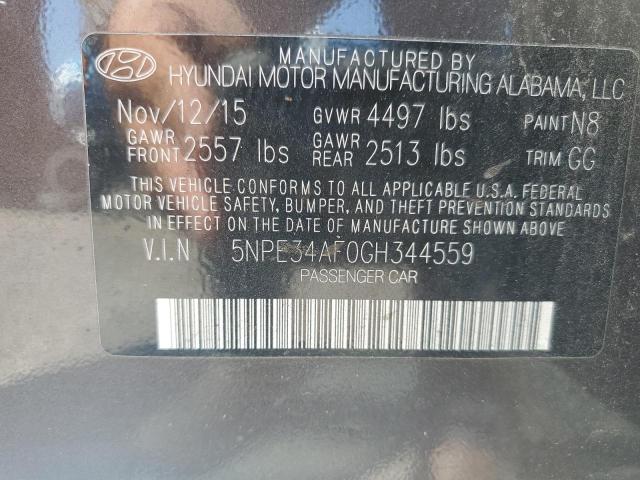 MANUFACTURED BY
HYUNDAI MOTOR MANUFACTURING ALABAMA, LLC
Nov/12/15 GVWR 4497 lbs PAINT N8
GAWR FRONT 2557 lbs GAWR REAR 2513 lbs TRIM GG
THIS VEHICLE CONFORMS TO ALL APPLICABLE U.S.A. FEDERAL
MOTOR VEHICLE SAFETY, BUMPER, AND THEFT PREVENTION STANDARDS
IN EFFECT ON THE DATE OF MANUFACTURE SHOWN ABOVE.
V.I.N 5NPE34AF0GH344559
PASSENGER CAR